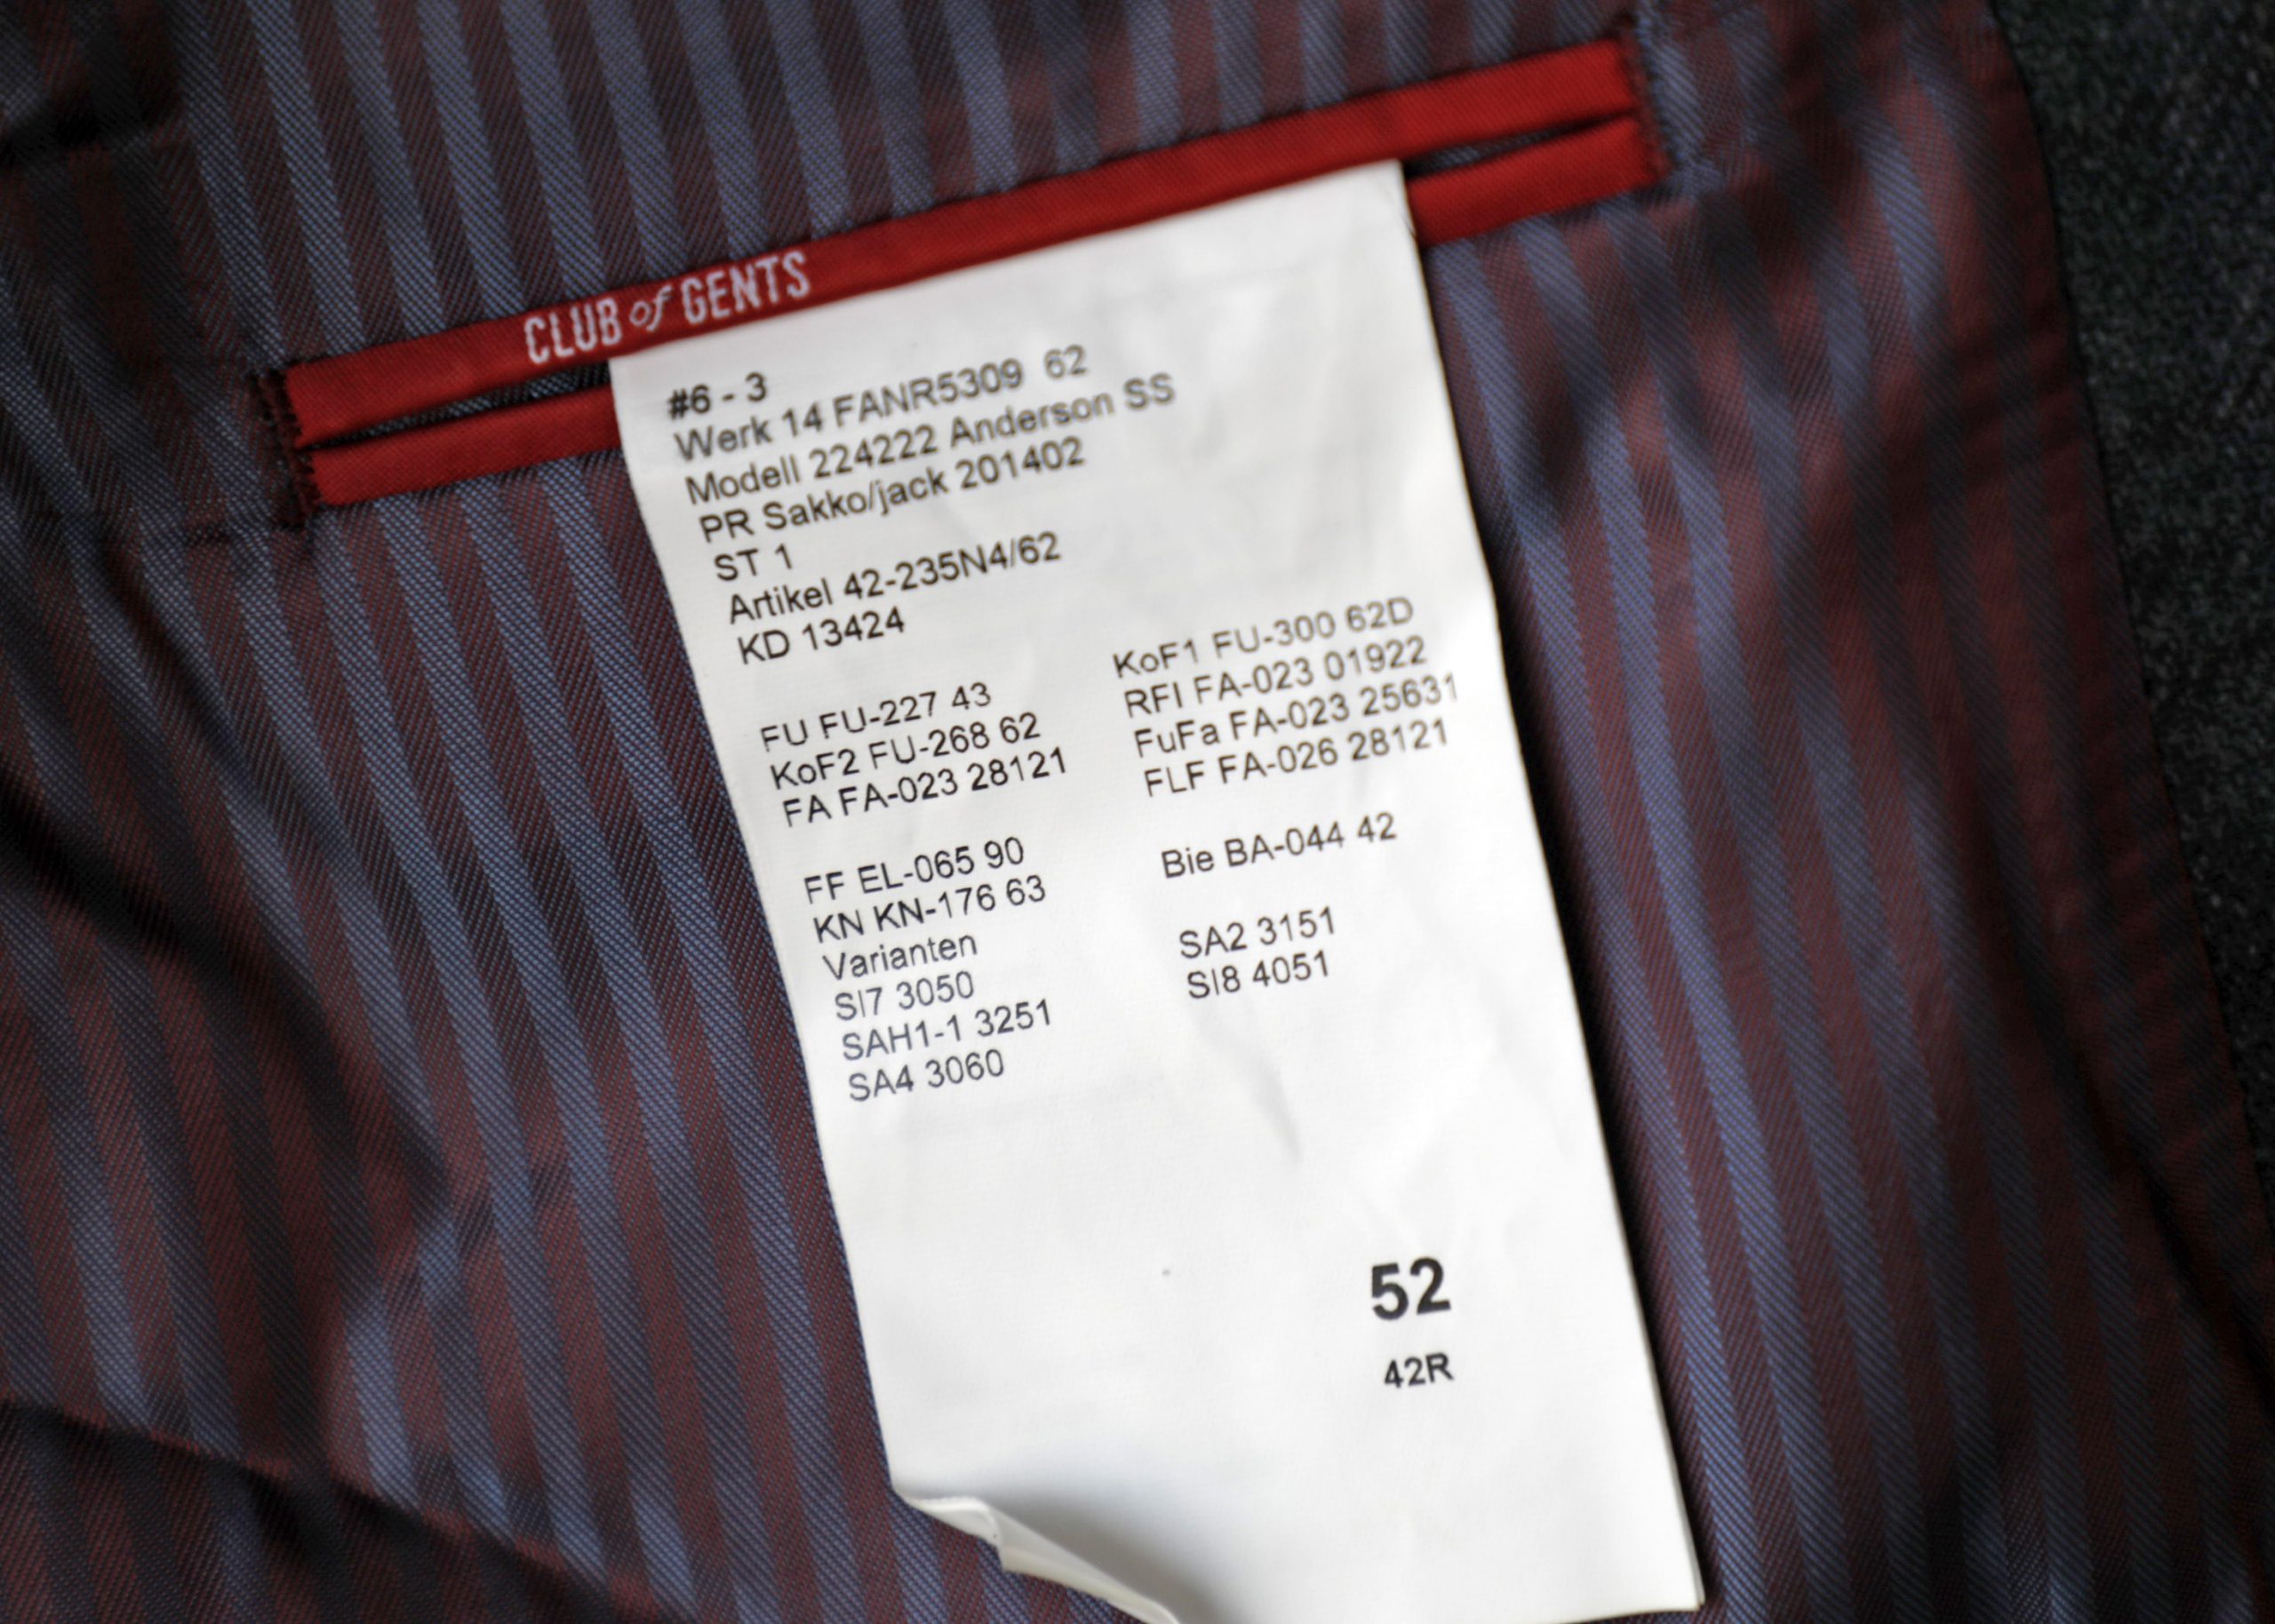 CLUB of GENTS
#6 - 3
Werk 14 FANR5309 62
Modell 224222 Anderson SS
PR Sakko/jack 201402
ST 1
Artikel 42-235N4/62
KD 13424
FU FU-227 43
KoF2 FU-268 62
FA FA-023 28121
KoF1 FU-300 62D
RFI FA-023 01922
FuFa FA-023 25631
FLF FA-026 28121
FF EL-065 90
KN KN-176 63
Bie BA-044 42
Varianten
SI7 3050
SAH1-1 3251
SA4 3060
SA2 3151
SI8 4051
52
42R